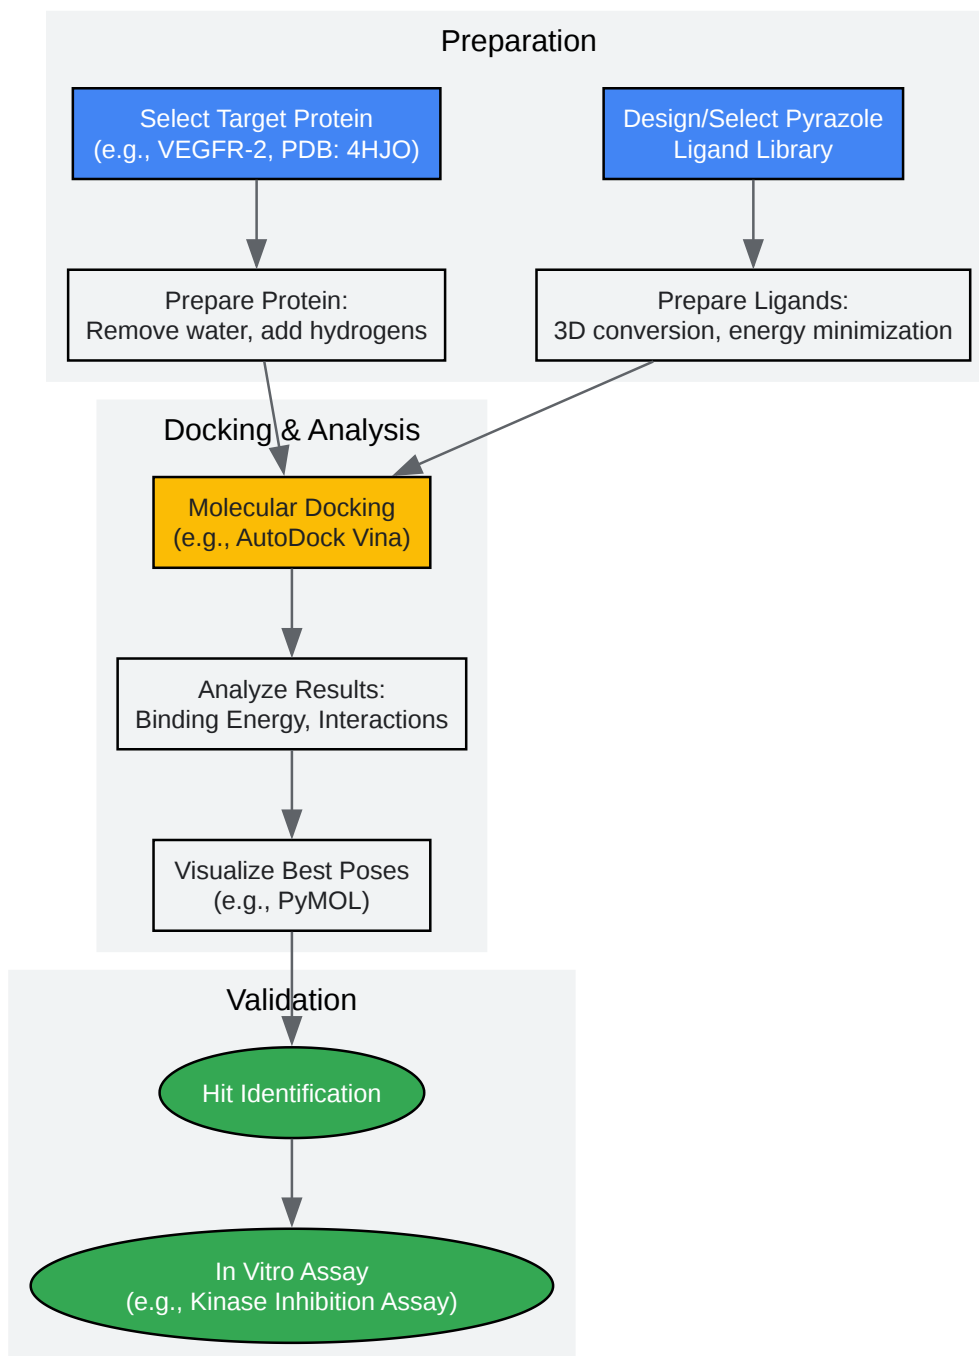 Preparation
Select Target Protein
(e.g., VEGFR-2, PDB: 4HJO)
Design/Select Pyrazole
Ligand Library
Prepare Protein:
Remove water, add hydrogens
Prepare Ligands:
3D conversion, energy minimization
Docking & Analysis
Molecular Docking
(e.g., AutoDock Vina)
Analyze Results:
Binding Energy, Interactions
Visualize Best Poses
(e.g., PyMOL)
Validation
Hit Identification
In Vitro Assay
(e.g., Kinase Inhibition Assay)